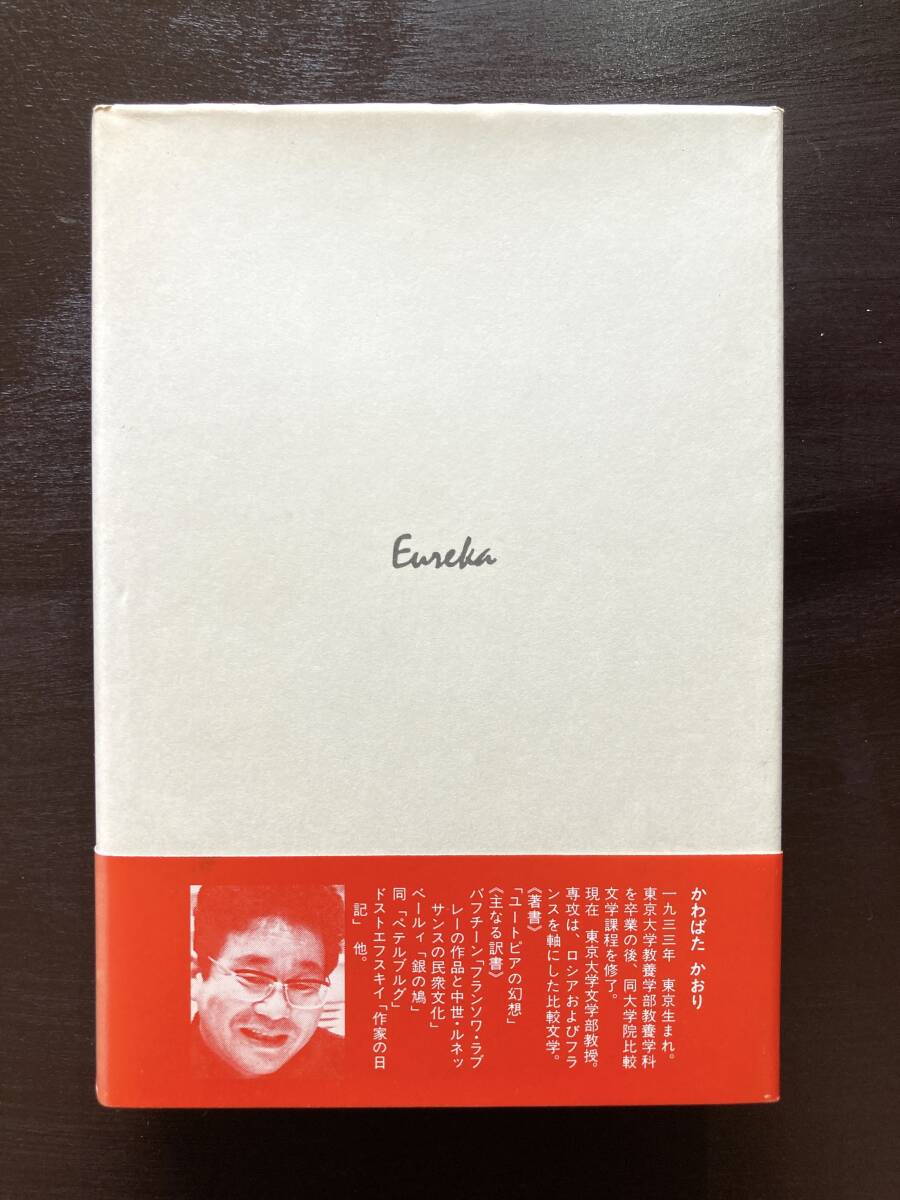 Eureka
かわばた かおり
一九三三年　東京生まれ。
東京大学教養学部教養学科
を卒業の後、同大学院比較
文学課程を修了。
現在　東京大学文学部教授。
専攻は、ロシアおよびフラ
ンスを軸にした比較文学。
《著書》
「ユートピアの幻想」
《主なる訳書》
バフチーン「フランソワ・ラブ
レーの作品と中世・ルネッ
サンスの民衆文化」
ベールィ「銀の鳩」
同「ペテルブルグ」
ドストエフスキイ「作家の日
記」　他。